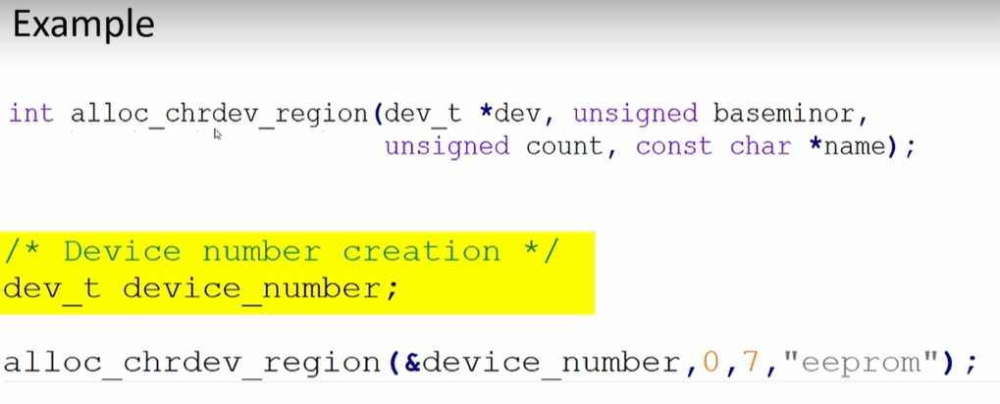 Example
int alloc_chrdev_region(dev_t *dev, unsigned baseminor,
unsigned count, const char *name);
/* Device number creation */
dev_t device_number;
alloc_chrdev_region(&device_number,0,7,"eeprom");